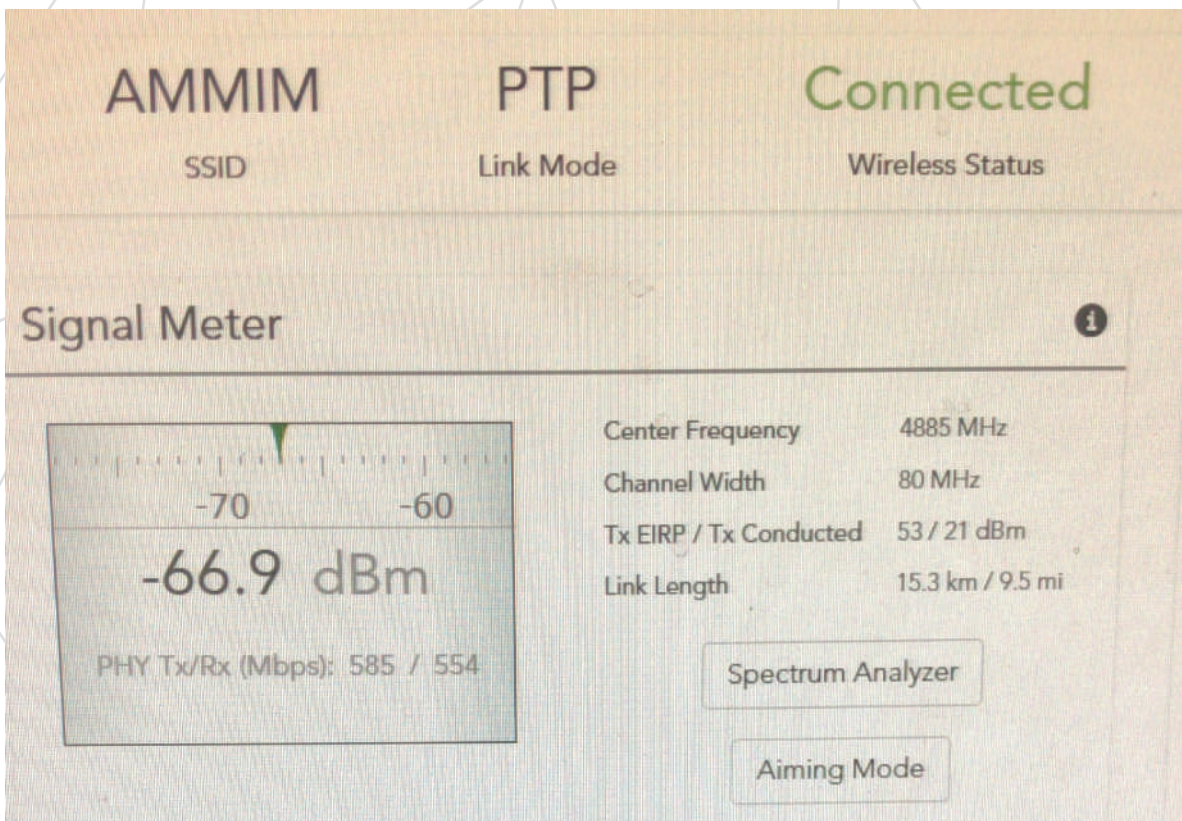 AMMIM PTP Connected
SSID Link Mode Wireless Status
Signal Meter
-70 -60
-66.9 dBm
PHY Tx/Rx (Mbps): 585 / 554
Center Frequency 4885 MHz
Channel Width 80 MHz
Tx EIRP / Tx Conducted 53 / 21 dBm
Link Length 15.3 km / 9.5 mi
Spectrum Analyzer
Aiming Mode